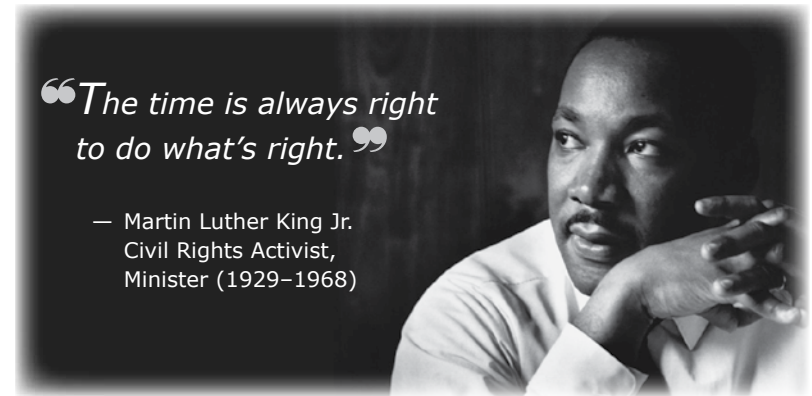 ❝The time is always right
to do what’s right.❞
— Martin Luther King Jr.
Civil Rights Activist,
Minister (1929–1968)